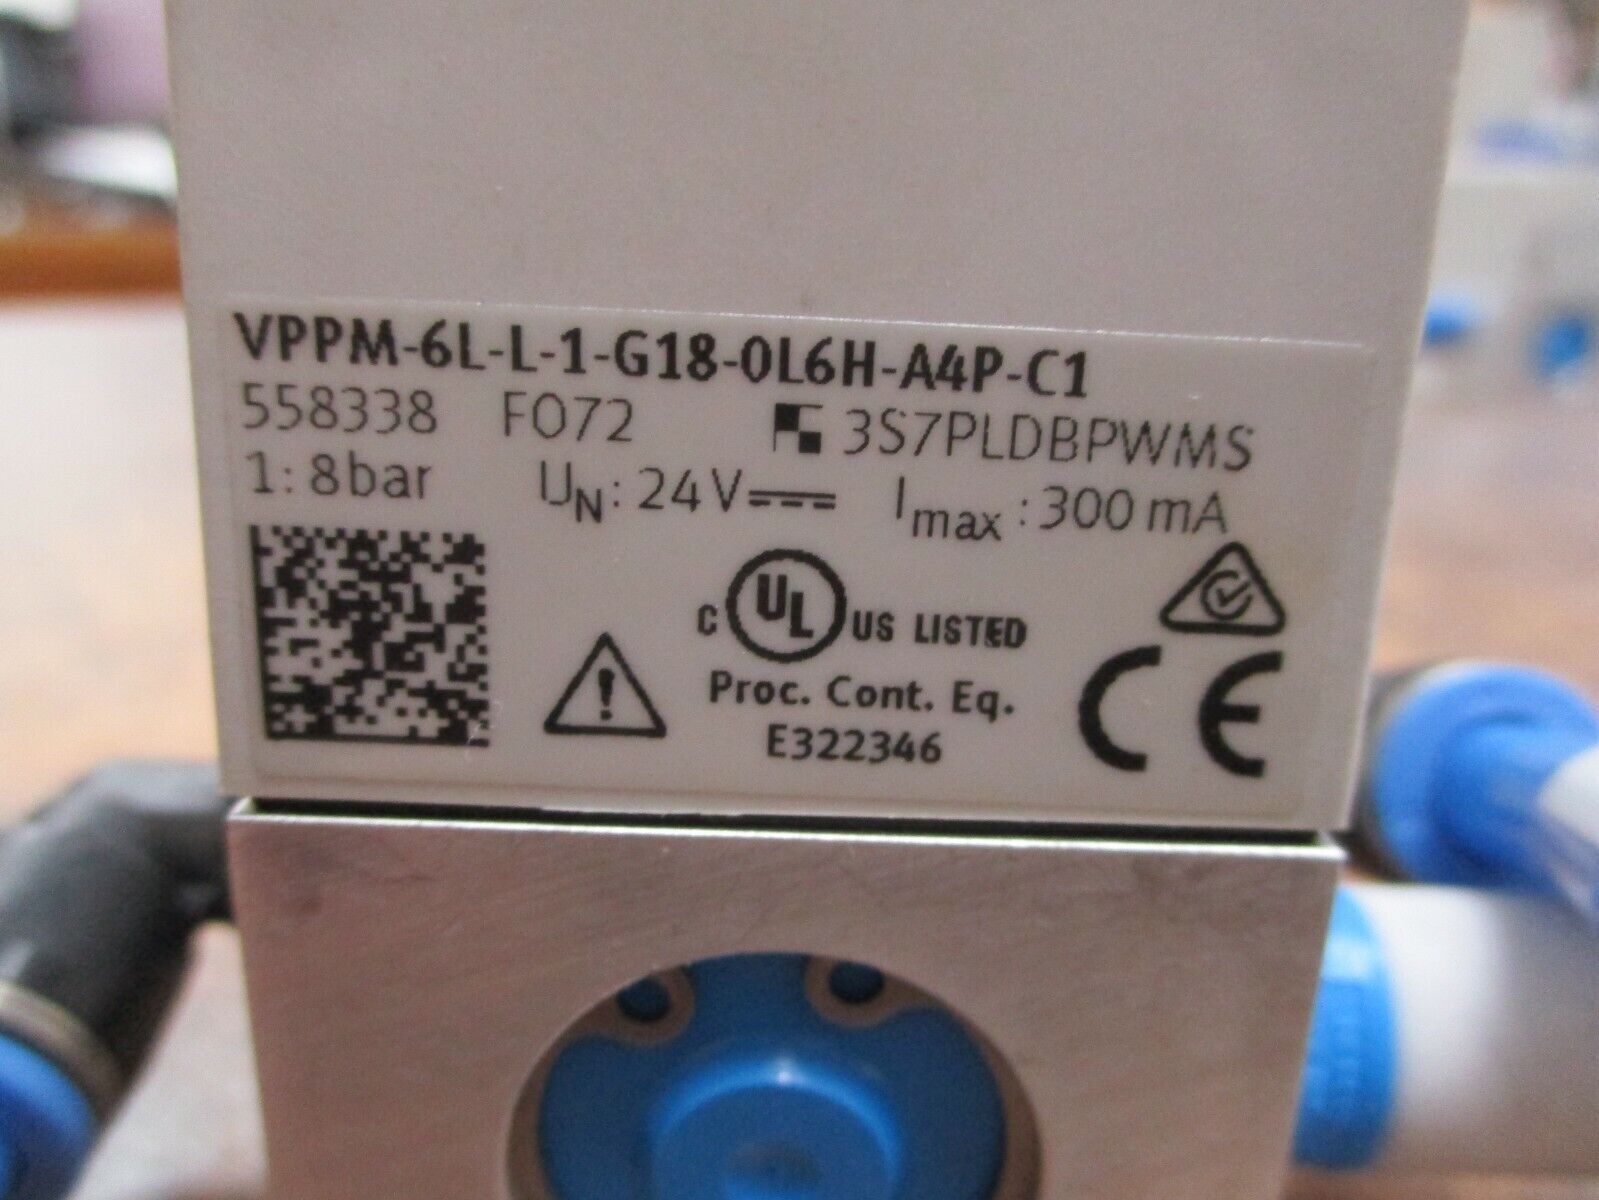 VPPM-6L-L-1-G18-0L6H-A4P-C1
558338 F072 3S7PLDBPWMS
1: 8bar UN: 24V Imax: 300 mA
C UL US LISTED
Proc. Cont. Eq.
E322346
CE